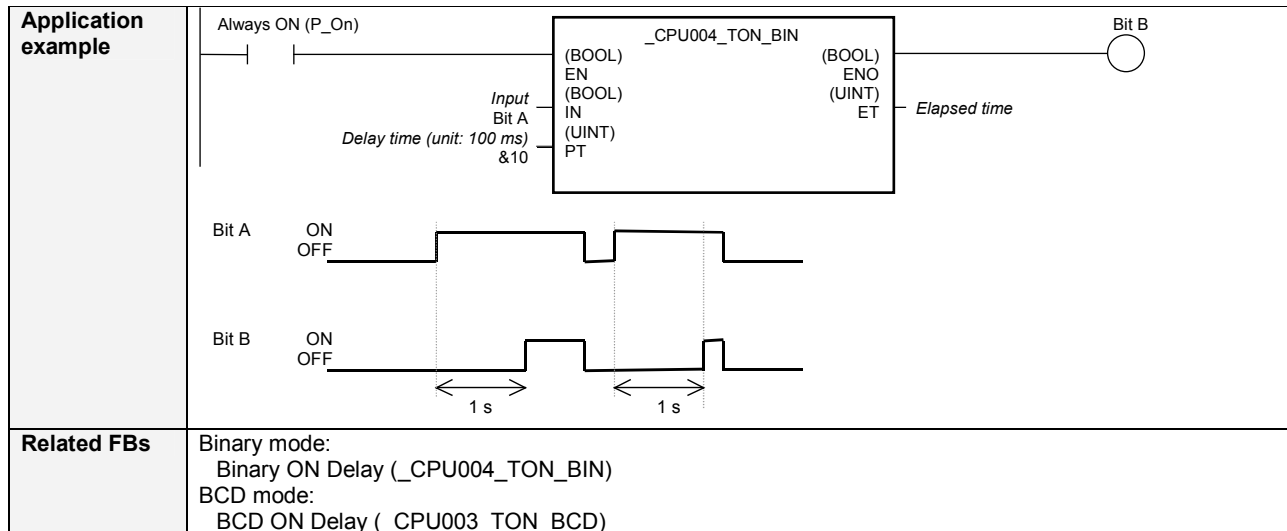 Application
example
Always ON (P_On)
_CPU004_TON_BIN
Bit B
(BOOL)
EN
(BOOL)
ENO
Input
Bit A
(BOOL)
IN
(UINT)
ET
Elapsed time
Delay time (unit: 100 ms)
&10
(UINT)
PT
Bit A
ON
OFF
Bit B
ON
OFF
1 s
1 s
Related FBs
Binary mode:
Binary ON Delay (_CPU004_TON_BIN)
BCD mode:
BCD ON Delay (_CPU003_TON_BCD)